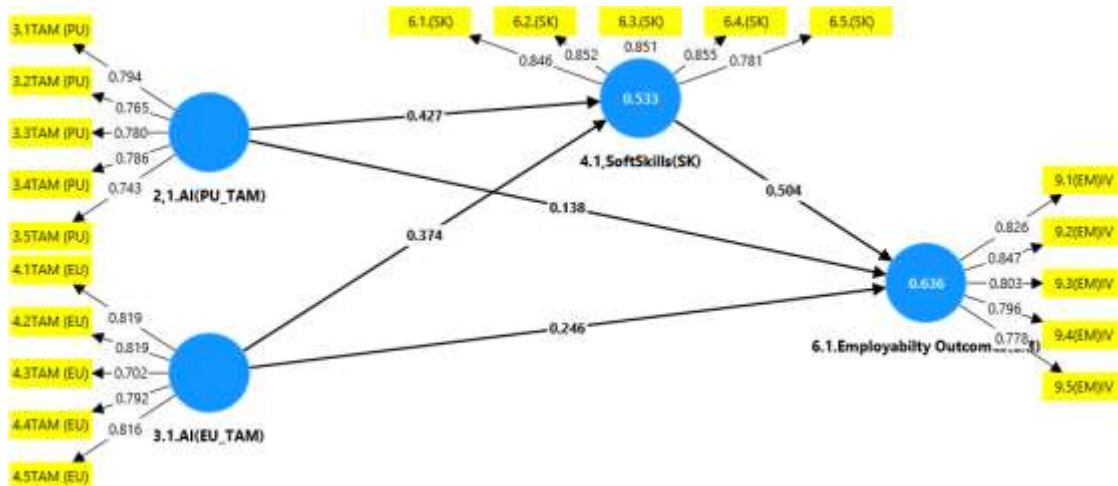 3.1TAM (PU)
3.2TAM (PU)
3.3TAM (PU)
3.4TAM (PU)
3.5TAM (PU)
0.794
0.765
0.780
0.786
0.743
2,1.AI(PU_TAM)
4.1TAM (EU)
4.2TAM (EU)
4.3TAM (EU)
4.4TAM (EU)
4.5TAM (EU)
0.819
0.819
0.702
0.792
0.816
3.1.AI(EU_TAM)
6.1.(SK)
6.2.(SK)
6.3.(SK)
6.4.(SK)
6.5.(SK)
0.846
0.852
0.851
0.855
0.781
0.533
4.1,SoftSkills(SK)
0.427
0.374
0.138
0.246
0.504
0.636
6.1.Employabilty Outcom
0.826
0.847
0.803
0.796
0.778
9.1(EM)IV
9.2(EM)IV
9.3(EM)IV
9.4(EM)IV
9.5(EM)IV